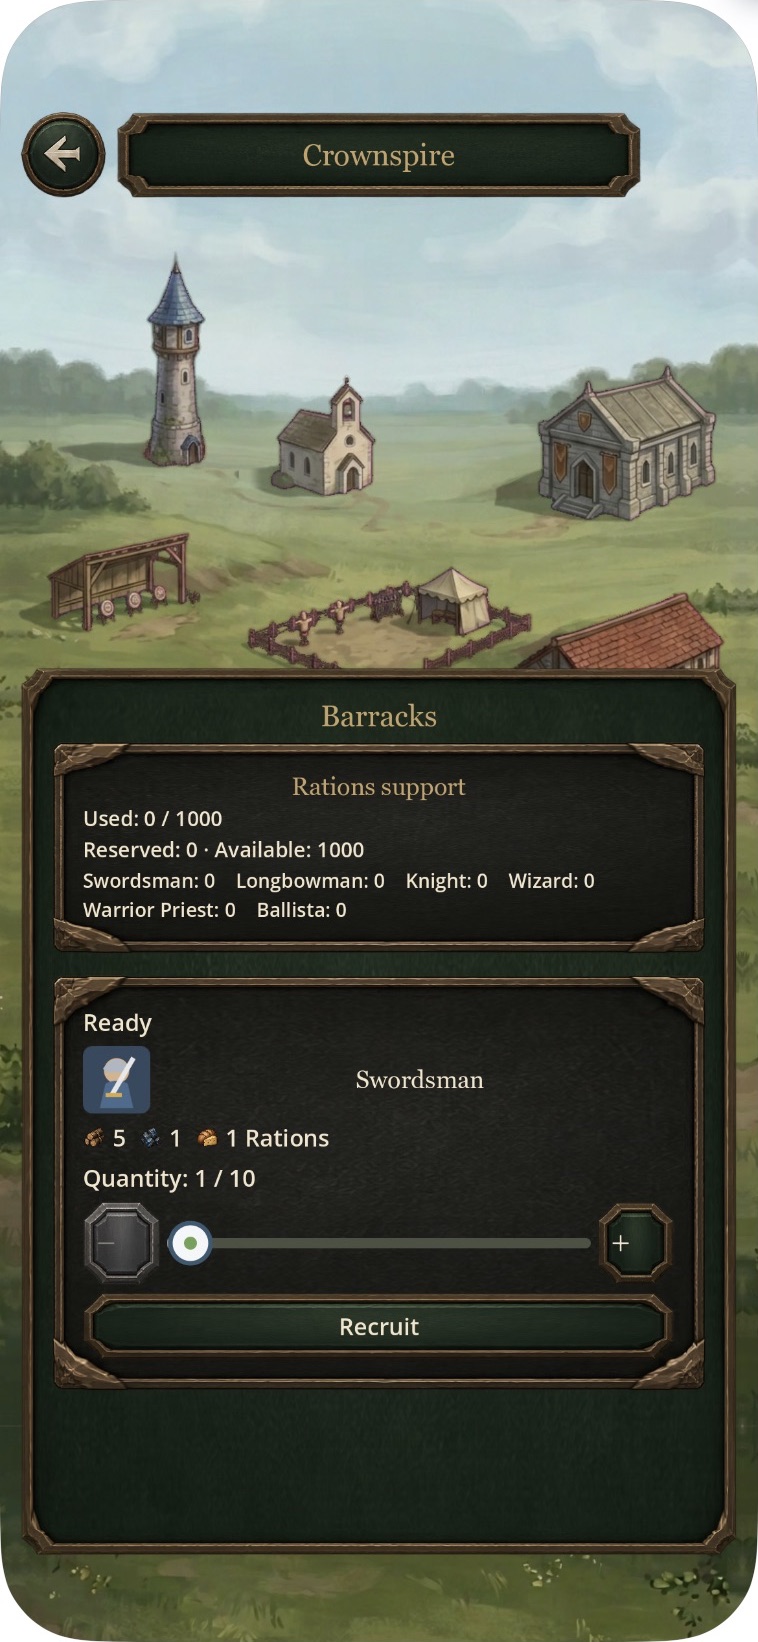 Crownspire
Barracks
Rations support
Used: 0 / 1000
Reserved: 0 · Available: 1000
Swordsman: 0 Longbowman: 0 Knight: 0 Wizard: 0
Warrior Priest: 0 Ballista: 0
Ready
Swordsman
5 1 1 Rations
Quantity: 1 / 10
− +
Recruit